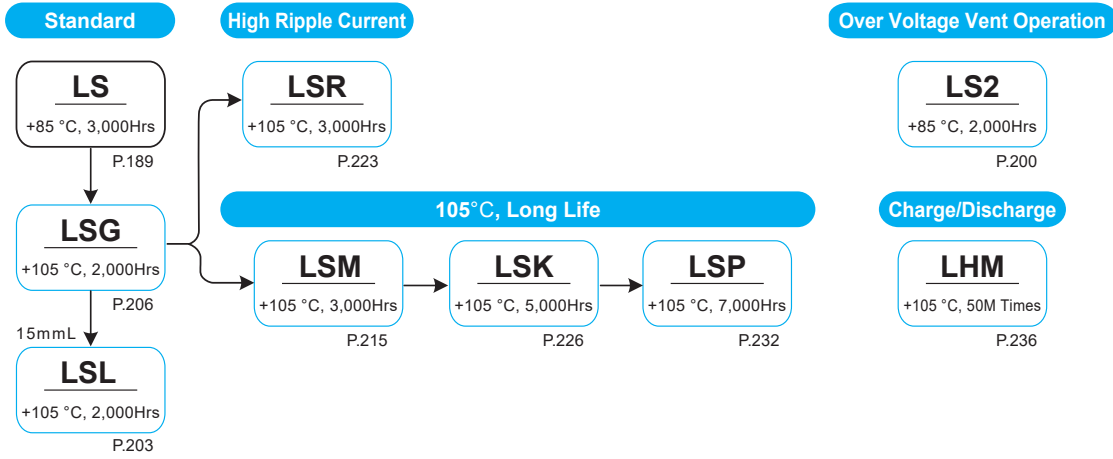 Standard
LS
+85 °C, 3,000Hrs
P.189
LSG
+105 °C, 2,000Hrs
P.206
15mmL
LSL
+105 °C, 2,000Hrs
P.203
High Ripple Current
LSR
+105 °C, 3,000Hrs
P.223
105°C, Long Life
LSM
+105 °C, 3,000Hrs
P.215
LSK
+105 °C, 5,000Hrs
P.226
LSP
+105 °C, 7,000Hrs
P.232
Over Voltage Vent Operation
LS2
+85 °C, 2,000Hrs
P.200
Charge/Discharge
LHM
+105 °C, 50M Times
P.236